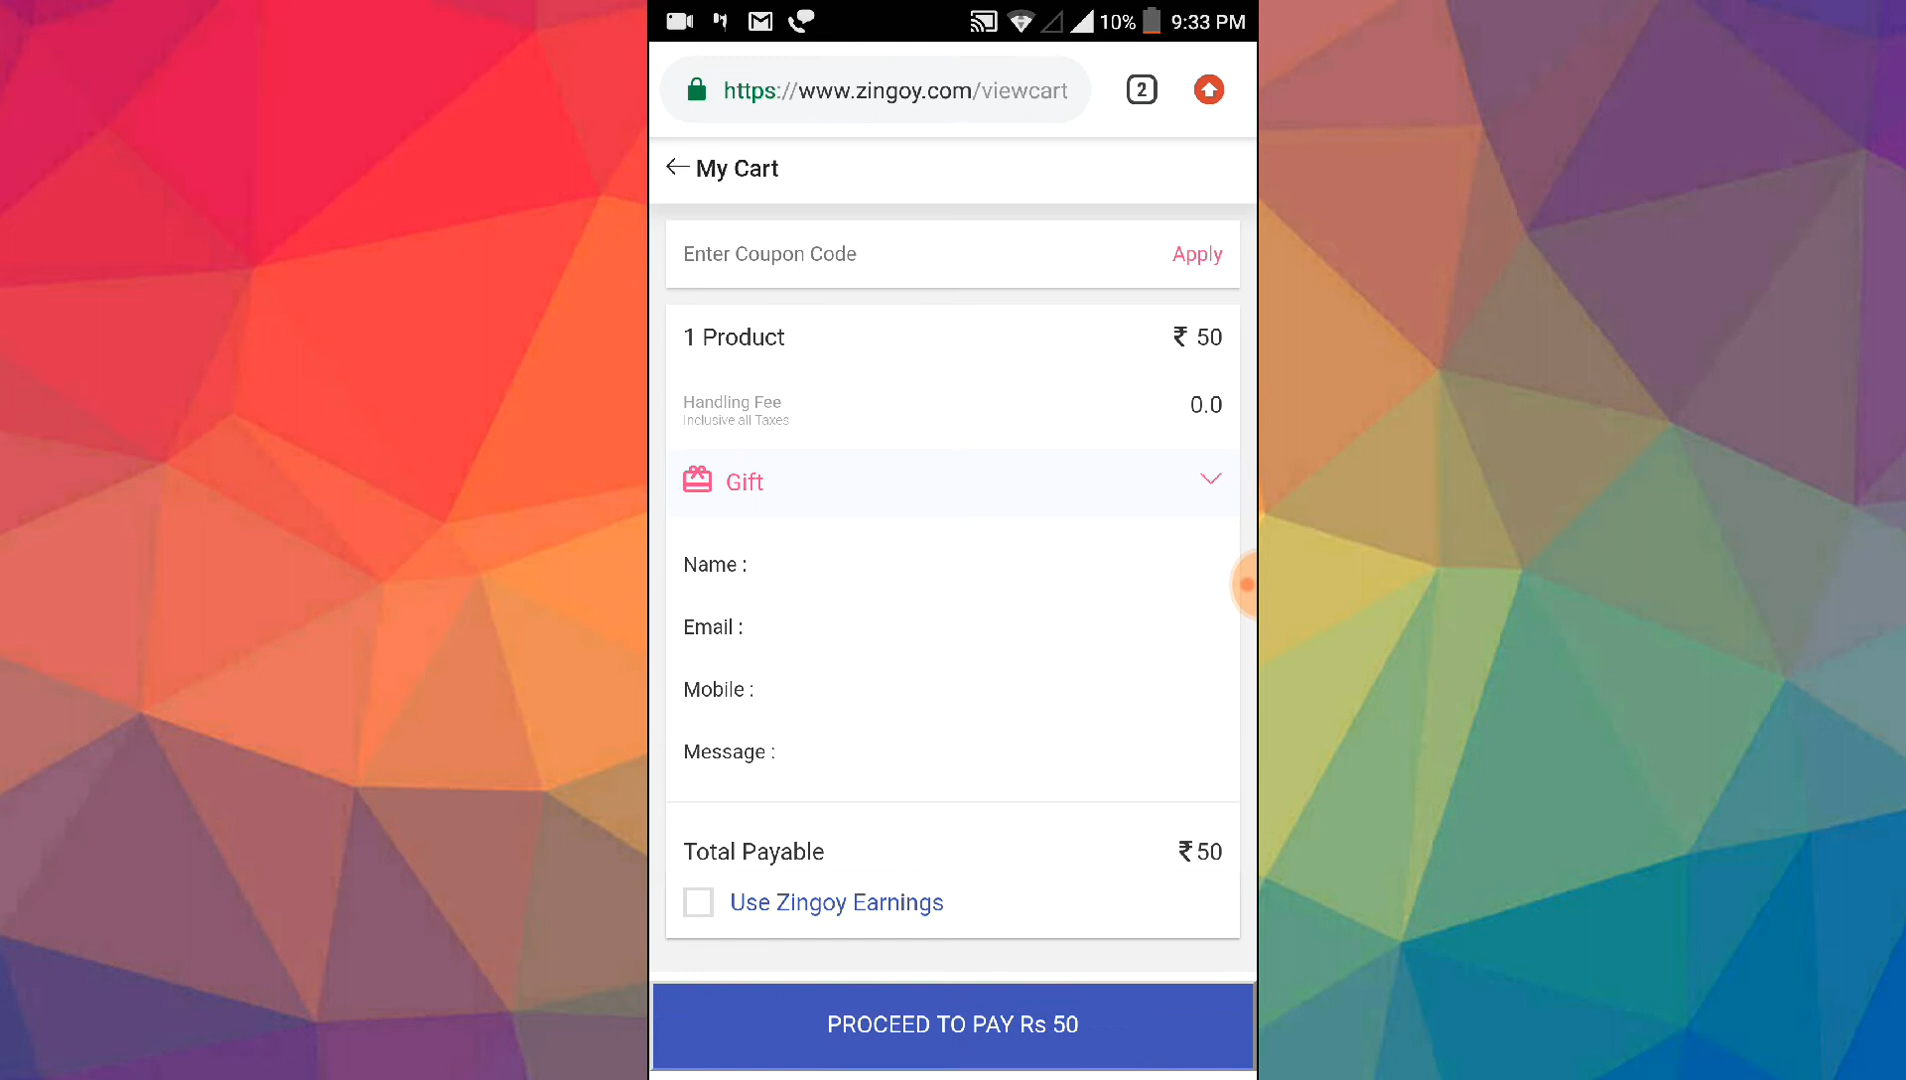 10% 9:33 PM
https://www.zingoy.com/viewcart 2
My Cart
Enter Coupon Code Apply
1 Product ₹ 50
Handling Fee 0.0
Inclusive all Taxes
Gift
Name :
Email :
Mobile :
Message :
Total Payable ₹50
Use Zingoy Earnings
PROCEED TO PAY Rs 50